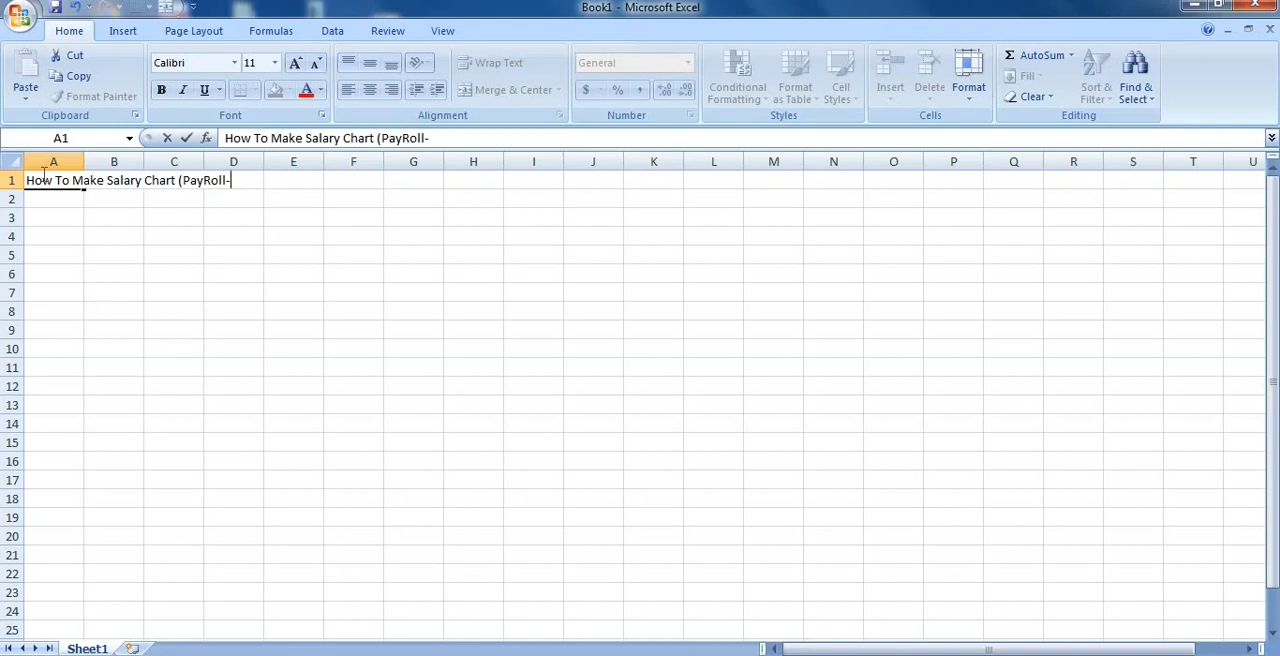 Book1 - Microsoft Excel
Home Insert Page Layout Formulas Data Review View
Paste Cut Copy Format Painter Clipboard
Calibri 11 A A B I U A Font
Wrap Text Merge & Center Alignment
General $ % , Number
Conditional Formatting Format as Table Cell Styles Styles
Insert Delete Format Cells
Σ AutoSum Fill Clear Sort & Filter Find & Select Editing
A1 fx How To Make Salary Chart (PayRoll-
A B C D E F G H I J K L M N O P Q R S T U
1 How To Make Salary Chart (PayRoll-
2
3
4
5
6
7
8
9
10
11
12
13
14
15
16
17
18
19
20
21
22
23
24
25
Sheet1